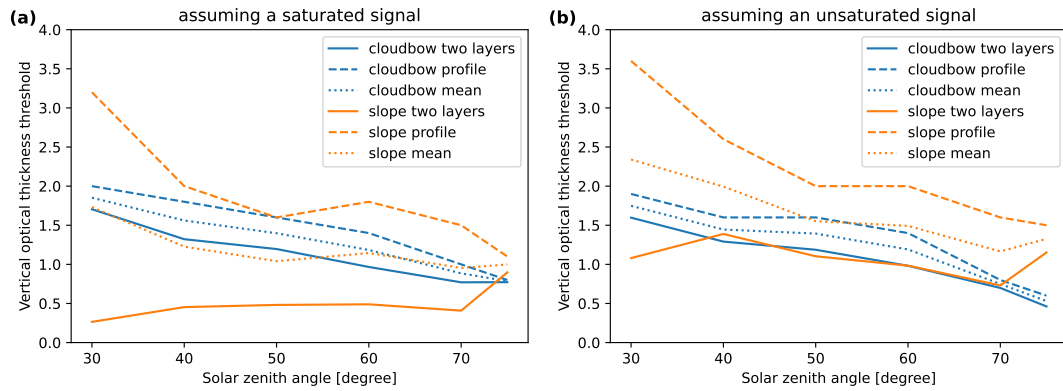 (a)
assuming a saturated signal
4.0
3.5
3.0
2.5
2.0
1.5
1.0
0.5
0.0
Vertical optical thickness threshold
cloudbow two layers
cloudbow profile
cloudbow mean
slope two layers
slope profile
slope mean
30 40 50 60 70
Solar zenith angle [degree]
(b)
assuming an unsaturated signal
4.0
3.5
3.0
2.5
2.0
1.5
1.0
0.5
0.0
Vertical optical thickness threshold
cloudbow two layers
cloudbow profile
cloudbow mean
slope two layers
slope profile
slope mean
30 40 50 60 70
Solar zenith angle [degree]